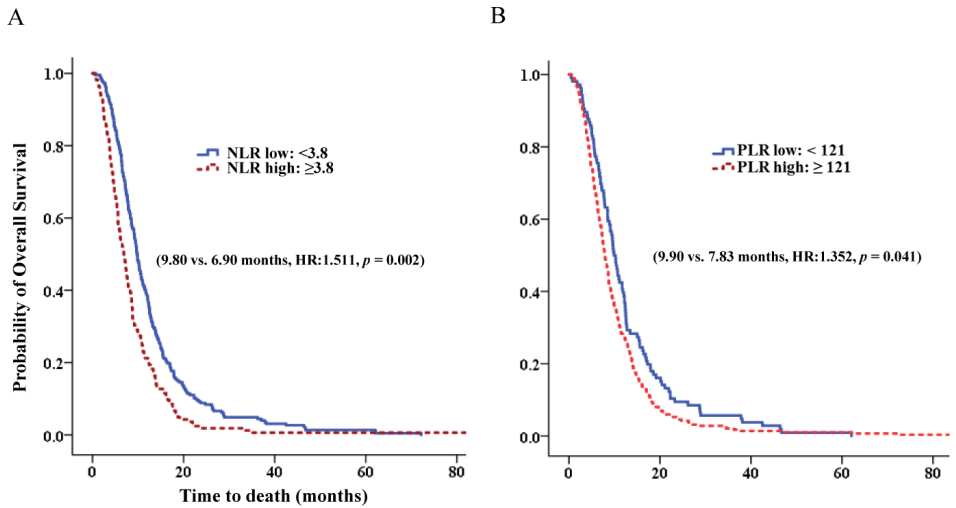 A
B
Probability of Overall Survival
1.0
0.8
0.6
0.4
0.2
0.0
NLR low: <3.8
NLR high: ≥3.8
(9.80 vs. 6.90 months, HR:1.511, p = 0.002)
0
20
40
60
80
Time to death (months)
1.0
0.8
0.6
0.4
0.2
0.0
PLR low: < 121
PLR high: ≥ 121
(9.90 vs. 7.83 months, HR:1.352, p = 0.041)
0
20
40
60
80